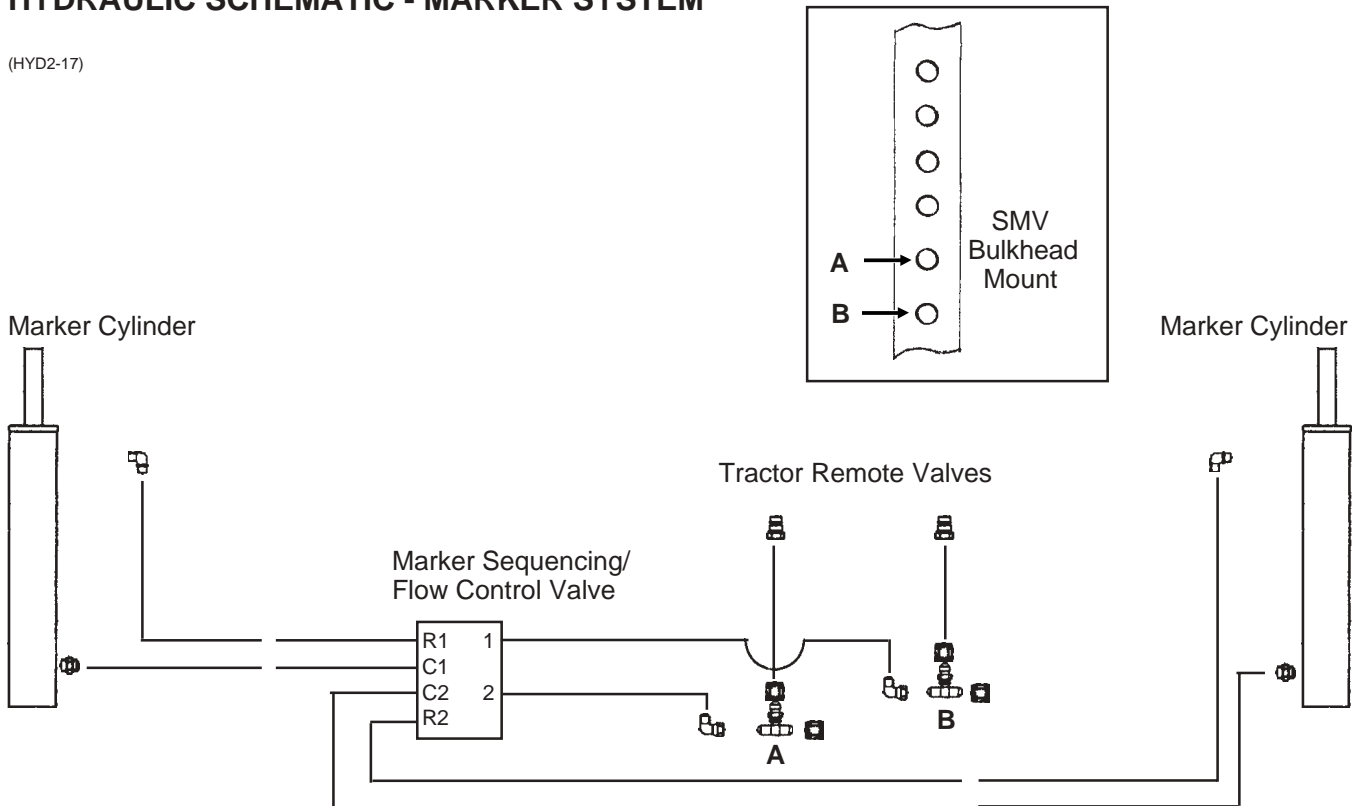 HYDRAULIC SCHEMATIC - MARKER SYSTEM
(HYD2-17)
SMV
Bulkhead
Mount
A
B
Marker Cylinder
Marker Cylinder
Tractor Remote Valves
Marker Sequencing/
Flow Control Valve
R1 1
C1
C2 2
R2
B
A